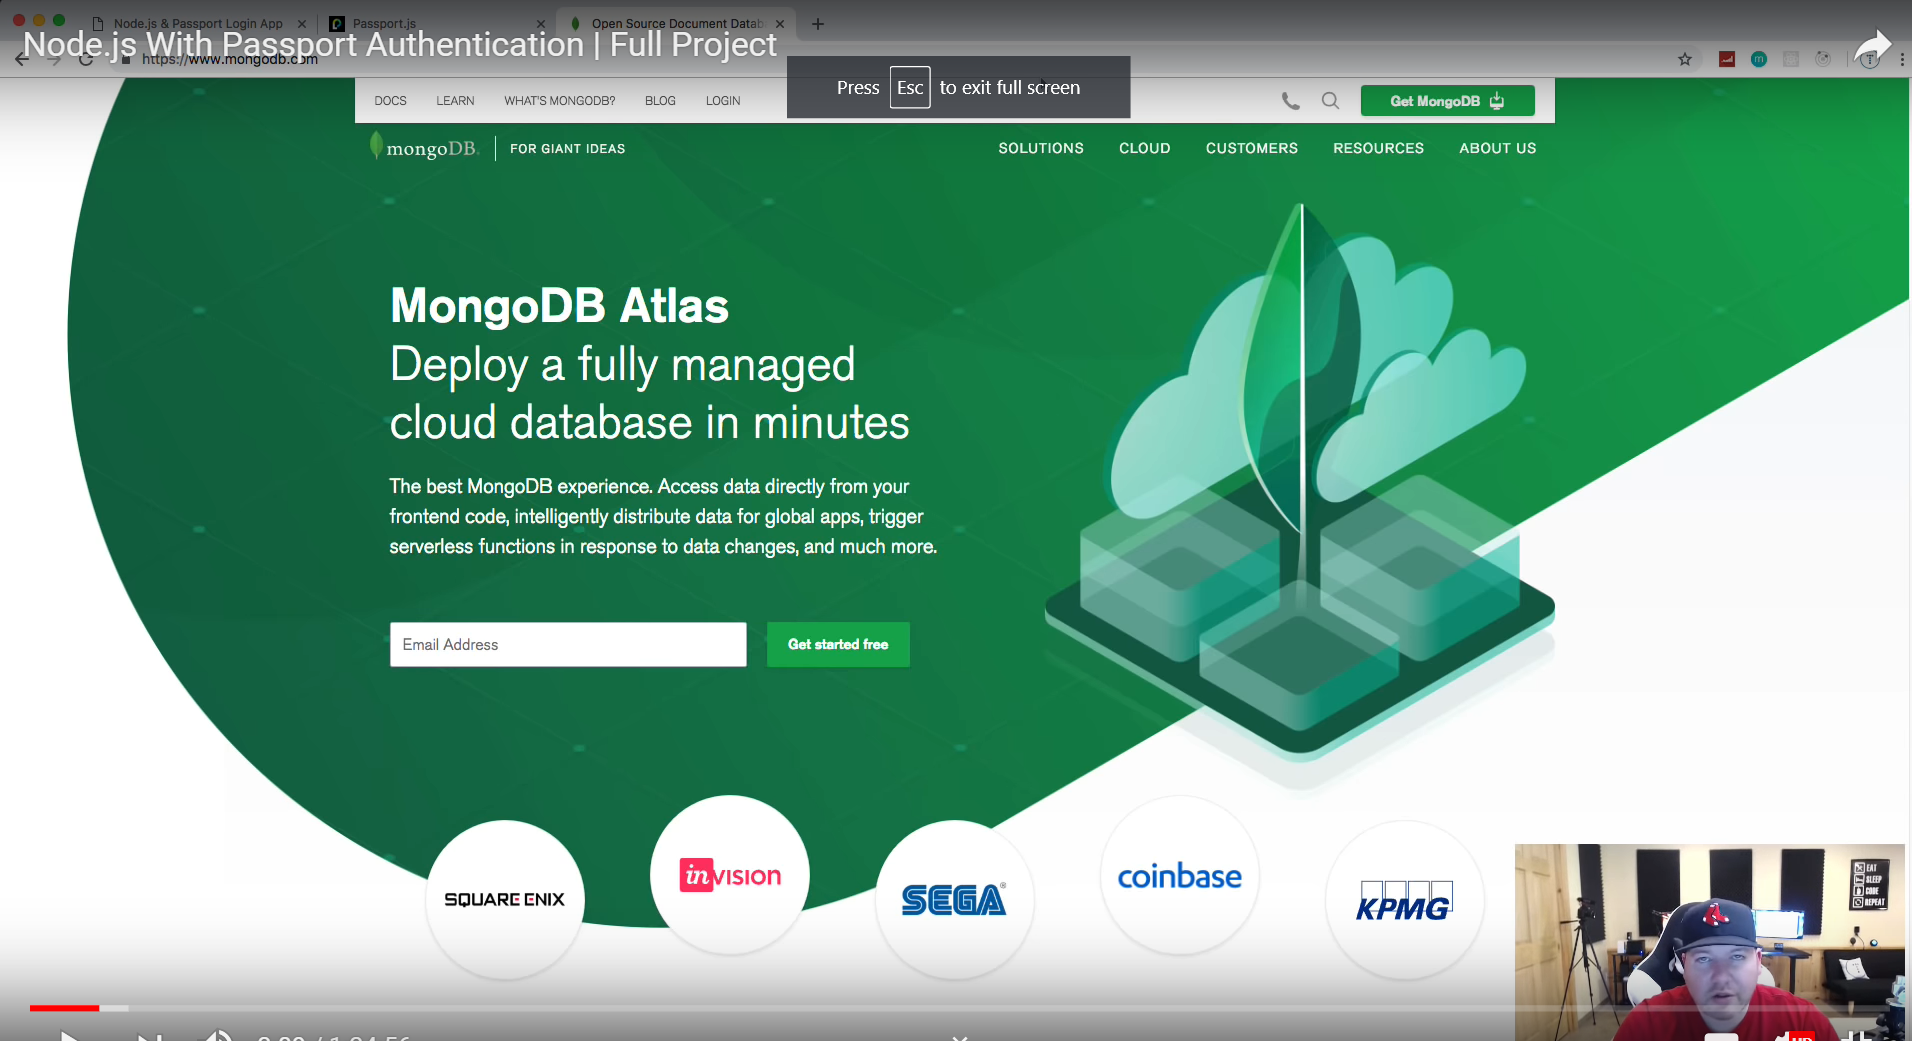 Node.js & Passport Login App
Passport.js
Open Source Document Datab
Node.js With Passport Authentication | Full Project
https://www.mongodb.com
Press Esc to exit full screen
DOCS LEARN WHAT'S MONGODB? BLOG LOGIN
Get MongoDB
mongoDB. FOR GIANT IDEAS
SOLUTIONS CLOUD CUSTOMERS RESOURCES ABOUT US
MongoDB Atlas
Deploy a fully managed
cloud database in minutes
The best MongoDB experience. Access data directly from your
frontend code, intelligently distribute data for global apps, trigger
serverless functions in response to data changes, and much more.
Email Address
Get started free
SQUARE ENIX
invision
SEGA
coinbase
KPMG
EAT
SLEEP
CODE
REPEAT